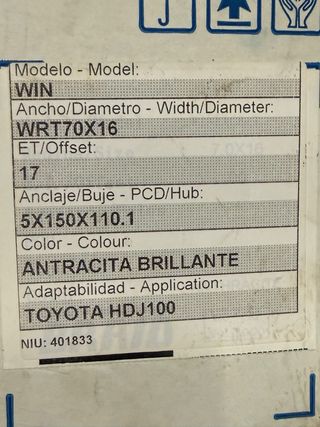 Modelo - Model:
WIN
Ancho/Diametro - Width/Diameter:
WRT70X16
ET/Offset:
17
Anclaje/Buje - PCD/Hub:
5X150X110.1
Color - Colour:
ANTRACITA BRILLANTE
Adaptabilidad - Application:
TOYOTA HDJ100
NIU: 401833